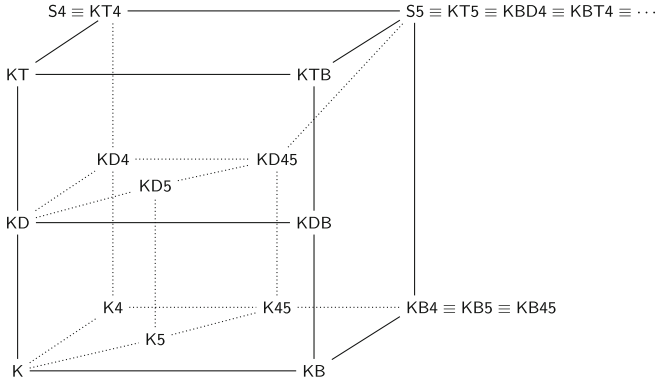 S4 ≡ KT4
S5 ≡ KT5 ≡ KBD4 ≡ KBT4 ≡ ⋯
KT
KTB
KD4
KD45
KD5
KD
KDB
K4
K45
KB4 ≡ KB5 ≡ KB45
K5
K
KB